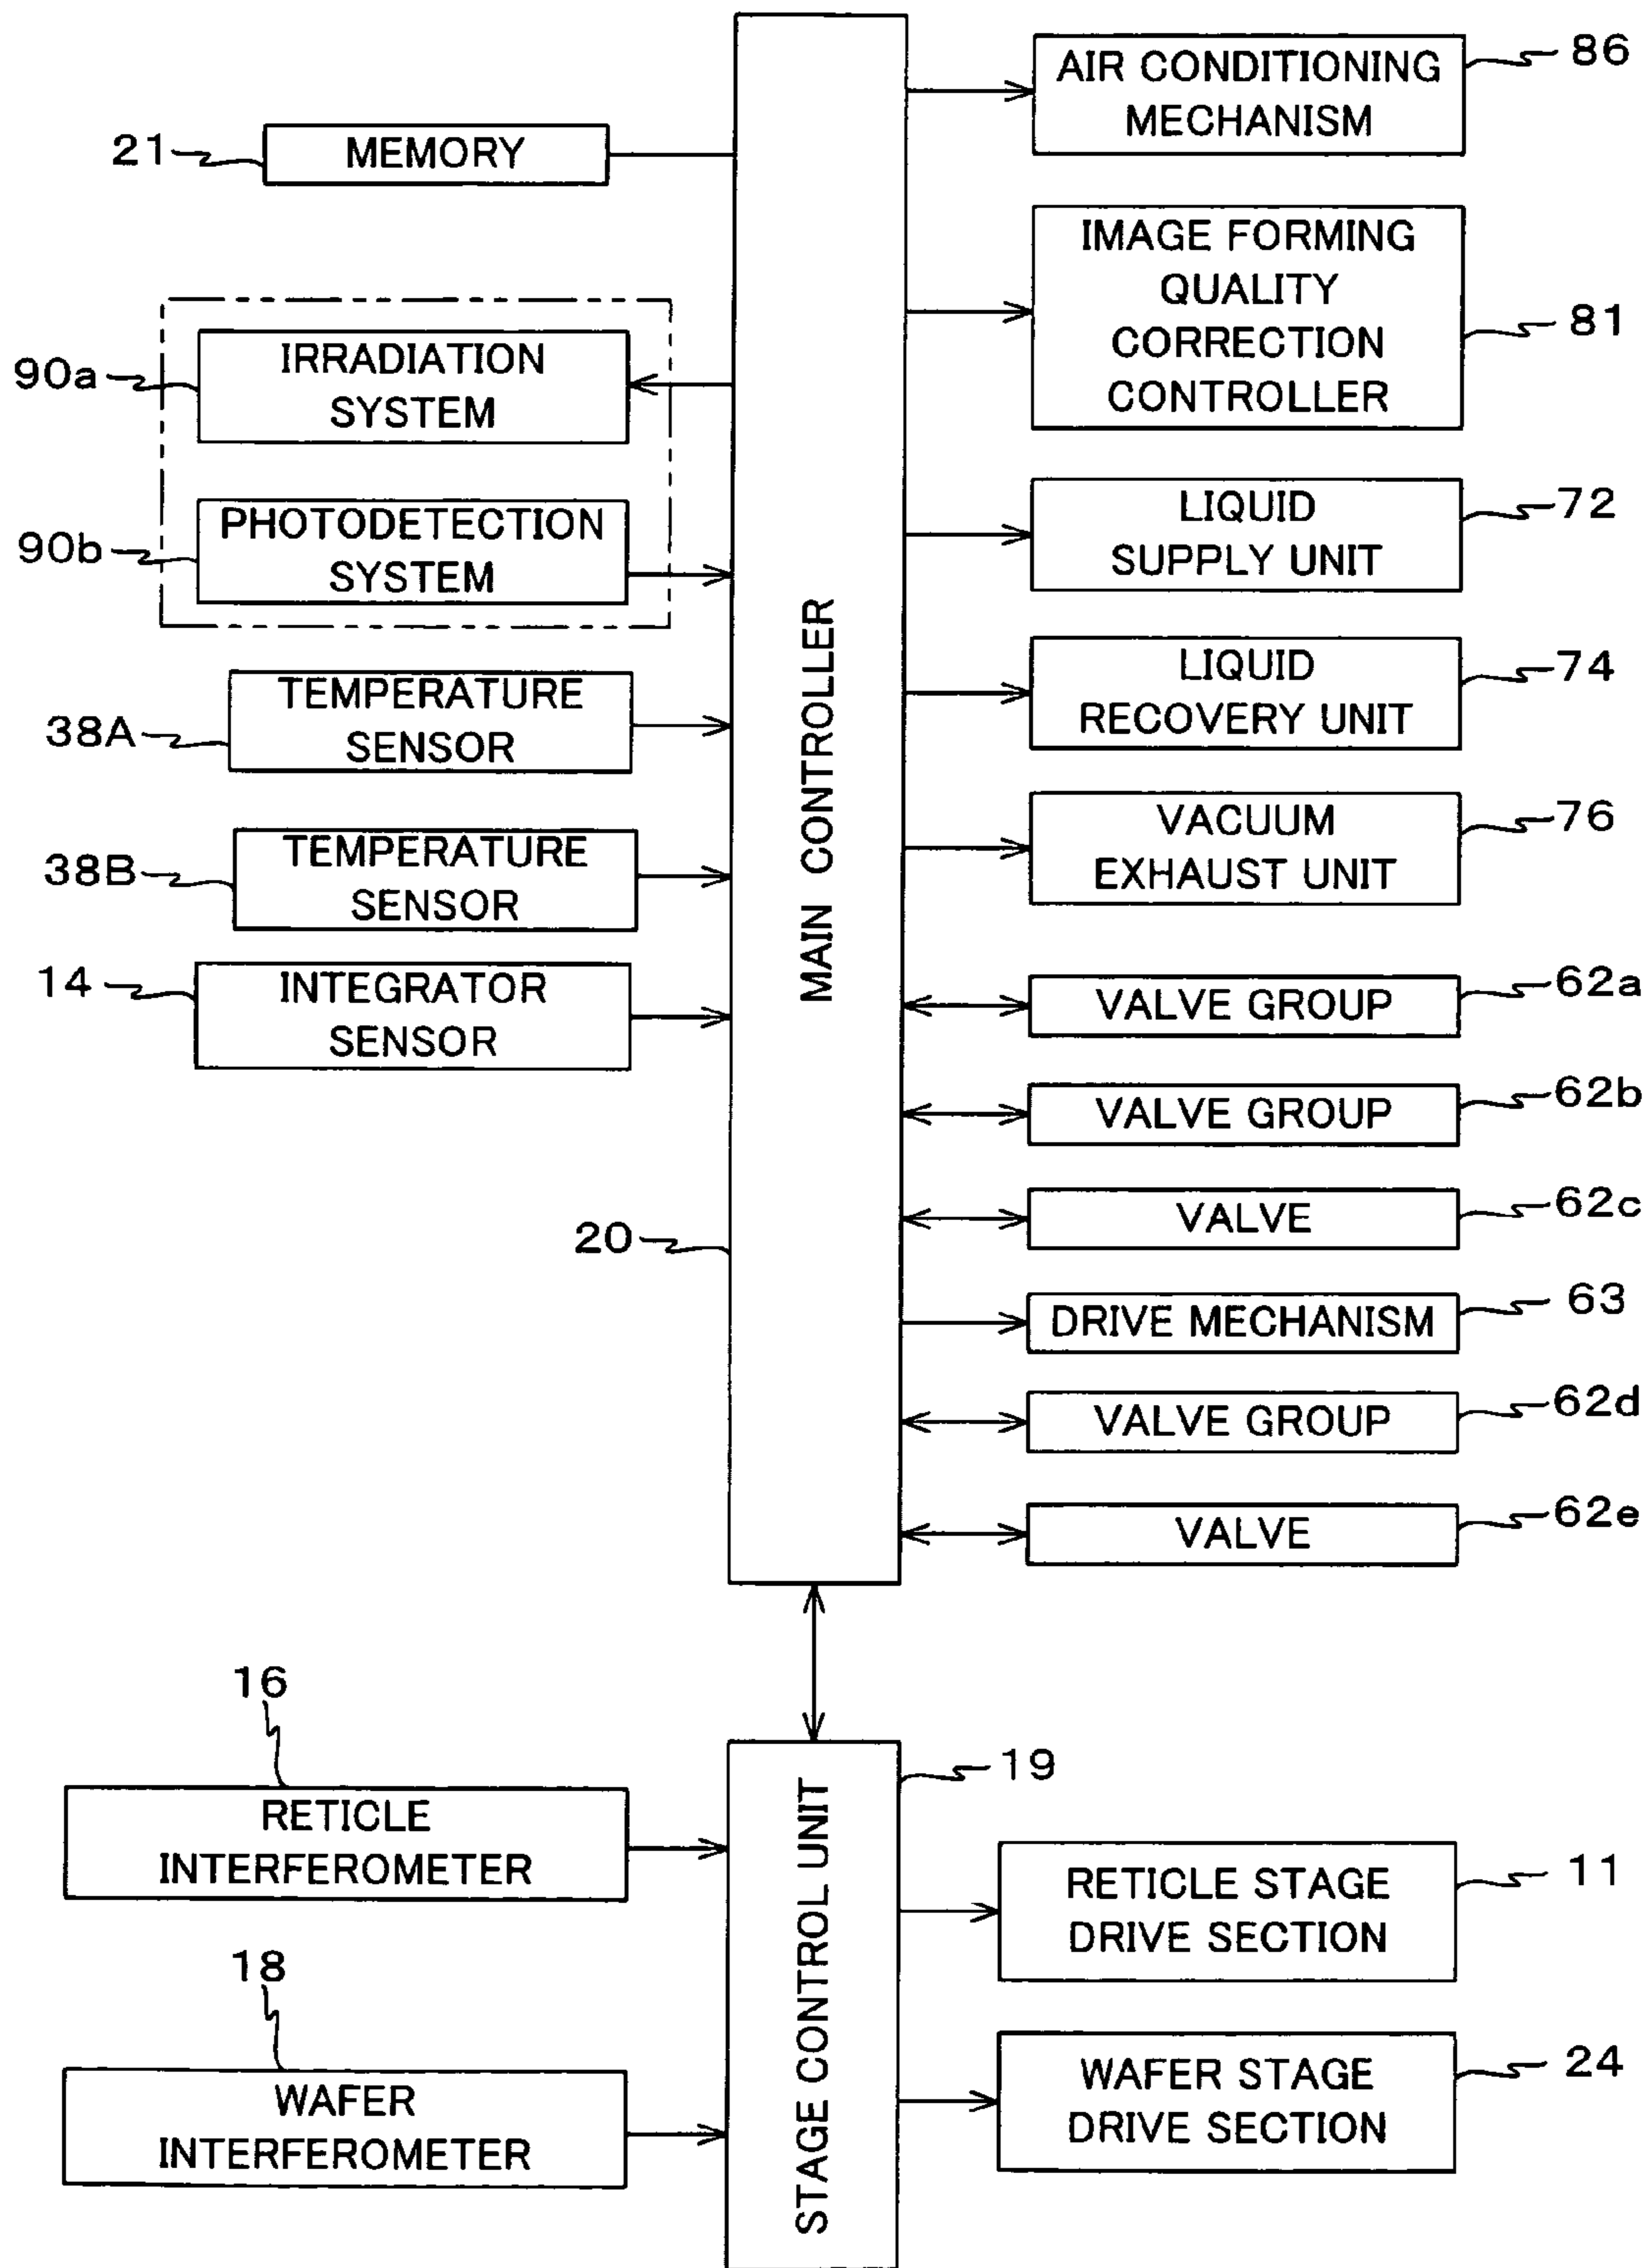 86
AIR CONDITIONING
MECHANISM
21
MEMORY
IMAGE FORMING
QUALITY
CORRECTION
CONTROLLER
81
90a
IRRADIATION
SYSTEM
90b
PHOTODETECTION
SYSTEM
LIQUID
SUPPLY UNIT
72
LIQUID
RECOVERY UNIT
74
38A
TEMPERATURE
SENSOR
VACUUM
EXHAUST UNIT
76
38B
TEMPERATURE
SENSOR
14
INTEGRATOR
SENSOR
MAIN CONTROLLER
20
VALVE GROUP
62a
VALVE GROUP
62b
VALVE
62c
DRIVE MECHANISM
63
VALVE GROUP
62d
VALVE
62e
16
RETICLE
INTERFEROMETER
18
WAFER
INTERFEROMETER
STAGE CONTROL UNIT
19
RETICLE STAGE
DRIVE SECTION
11
WAFER STAGE
DRIVE SECTION
24